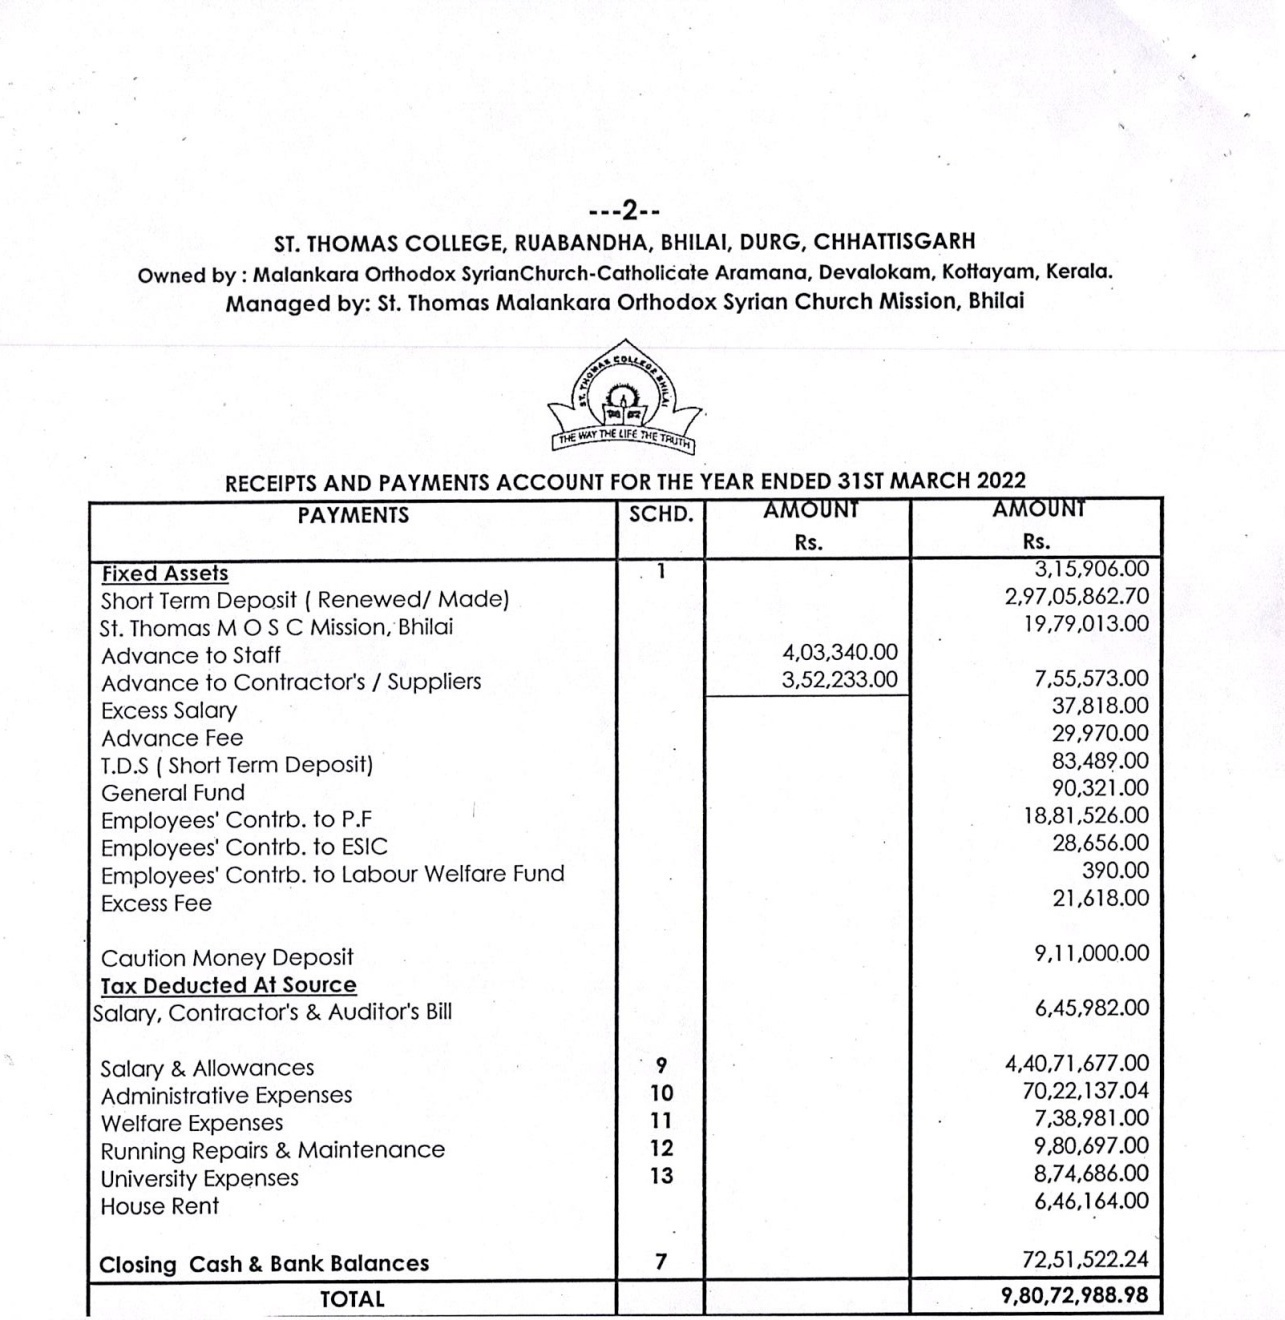 ---2--
ST. THOMAS COLLEGE, RUABANDHA, BHILAI, DURG, CHHATTISGARH
Owned by : Malankara Orthodox SyrianChurch-Catholicate Aramana, Devalokam, Kottayam, Kerala.
Managed by: St. Thomas Malankara Orthodox Syrian Church Mission, Bhilai
ST. THOMAS COLLEGE BHILAI
THE WAY THE LIFE THE TRUTH
RECEIPTS AND PAYMENTS ACCOUNT FOR THE YEAR ENDED 31ST MARCH 2022
PAYMENTS SCHD. AMOUNT AMOUNT
Rs. Rs.
Fixed Assets 1 3,15,906.00
Short Term Deposit ( Renewed/ Made) 2,97,05,862.70
St. Thomas M O S C Mission, Bhilai 19,79,013.00
Advance to Staff 4,03,340.00
Advance to Contractor's / Suppliers 3,52,233.00 7,55,573.00
Excess Salary 37,818.00
Advance Fee 29,970.00
T.D.S ( Short Term Deposit) 83,489.00
General Fund 90,321.00
Employees' Contrb. to P.F 18,81,526.00
Employees' Contrb. to ESIC 28,656.00
Employees' Contrb. to Labour Welfare Fund 390.00
Excess Fee 21,618.00
Caution Money Deposit 9,11,000.00
Tax Deducted At Source
Salary, Contractor's & Auditor's Bill 6,45,982.00
Salary & Allowances 9 4,40,71,677.00
Administrative Expenses 10 70,22,137.04
Welfare Expenses 11 7,38,981.00
Running Repairs & Maintenance 12 9,80,697.00
University Expenses 13 8,74,686.00
House Rent 6,46,164.00
Closing Cash & Bank Balances 7 72,51,522.24
TOTAL 9,80,72,988.98